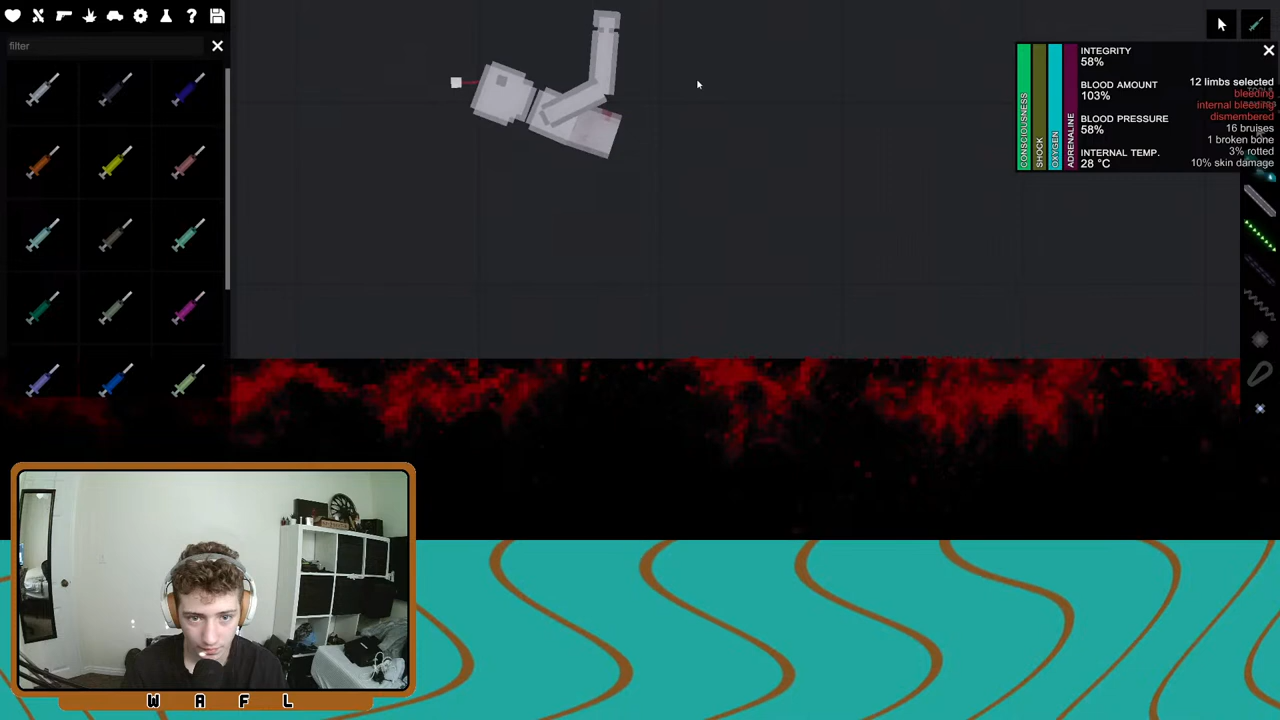 filter
INTEGRITY
58%
BLOOD AMOUNT
103%
BLOOD PRESSURE
58%
INTERNAL TEMP.
28 °C
CONSCIOUSNESS
SHOCK
OXYGEN
ADRENALINE
12 limbs selected
bleeding
internal bleeding
dismembered
16 bruises
1 broken bone
3% rotted
10% skin damage
W A F L